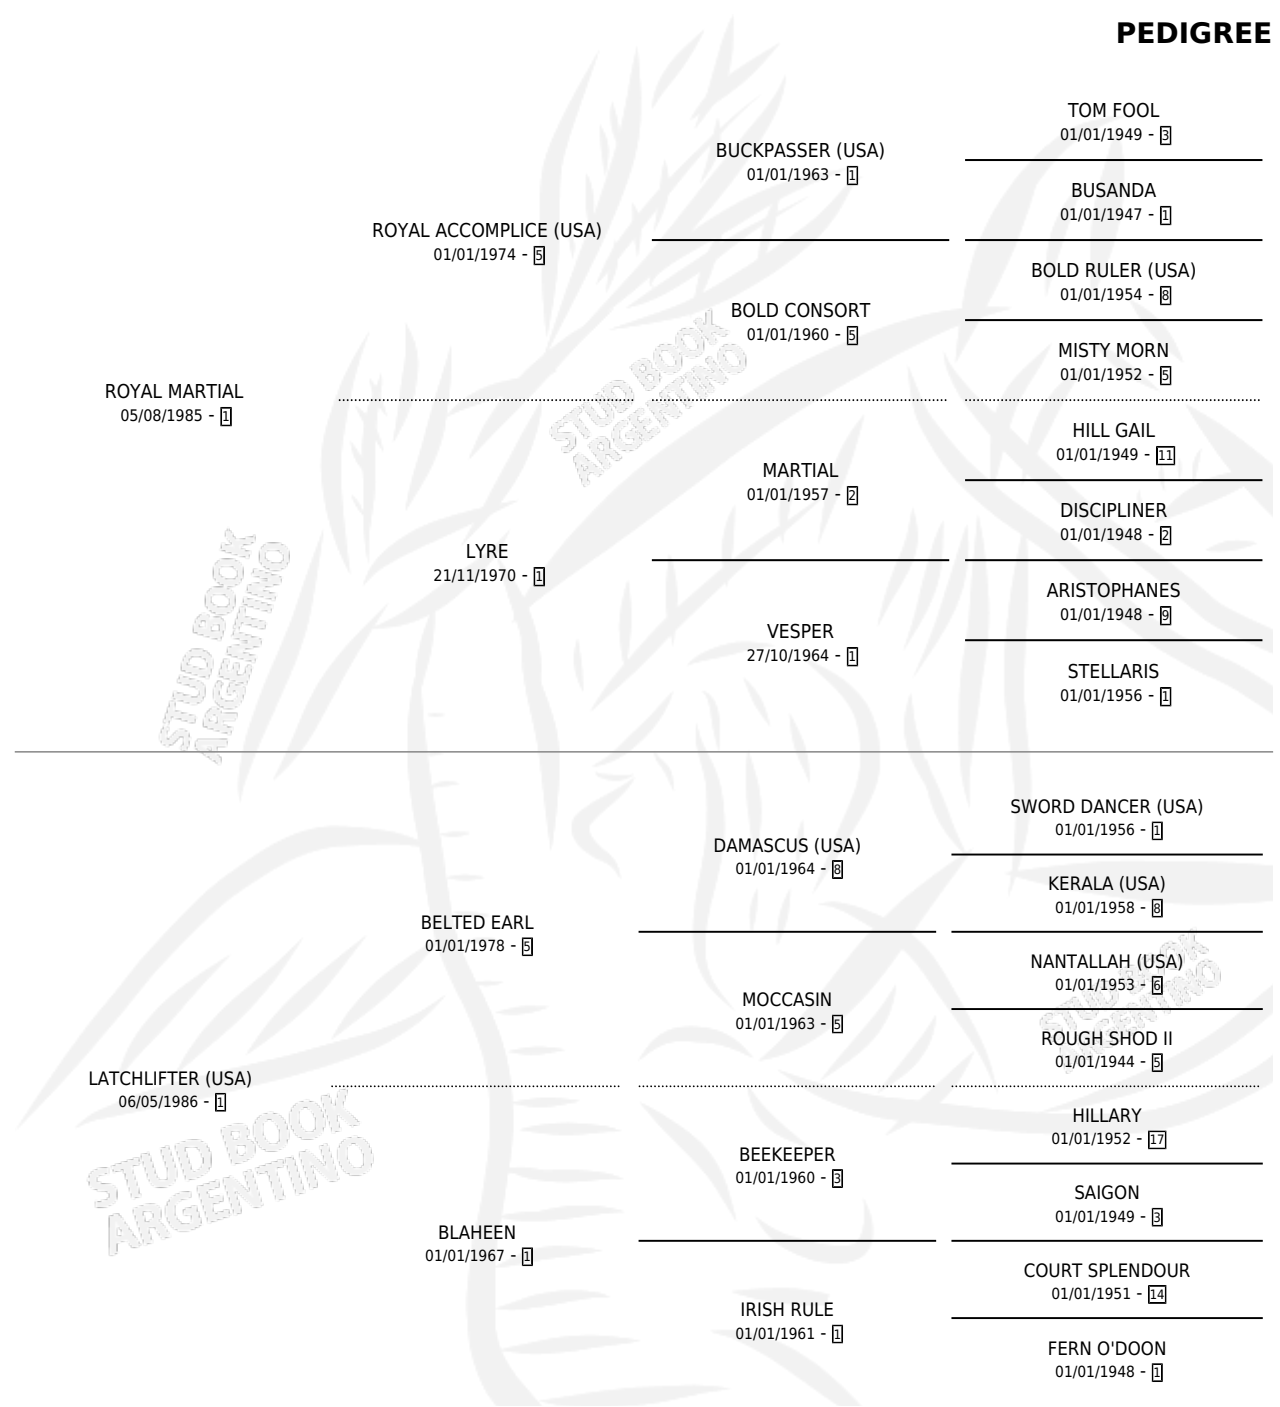 PEDIGREE
TOM FOOL
01/01/1949 - 3
BUCKPASSER (USA)
01/01/1963 - 1
BUSANDA
01/01/1947 - 1
ROYAL ACCOMPLICE (USA)
01/01/1974 - 5
BOLD RULER (USA)
01/01/1954 - 8
BOLD CONSORT
01/01/1960 - 5
MISTY MORN
01/01/1952 - 5
ROYAL MARTIAL
05/08/1985 - 1
HILL GAIL
01/01/1949 - 11
MARTIAL
01/01/1957 - 2
DISCIPLINER
01/01/1948 - 2
LYRE
21/11/1970 - 1
ARISTOPHANES
01/01/1948 - 9
VESPER
27/10/1964 - 1
STELLARIS
01/01/1956 - 1
SWORD DANCER (USA)
01/01/1956 - 1
DAMASCUS (USA)
01/01/1964 - 8
KERALA (USA)
01/01/1958 - 8
BELTED EARL
01/01/1978 - 5
NANTALLAH (USA)
01/01/1953 - 6
MOCCASIN
01/01/1963 - 5
ROUGH SHOD II
01/01/1944 - 5
LATCHLIFTER (USA)
06/05/1986 - 1
HILLARY
01/01/1952 - 17
BEEKEEPER
01/01/1960 - 3
SAIGON
01/01/1949 - 3
BLAHEEN
01/01/1967 - 1
COURT SPLENDOUR
01/01/1951 - 14
IRISH RULE
01/01/1961 - 1
FERN O'DOON
01/01/1948 - 1
STUD BOOK
ARGENTINO
STUD BOOK
ARGENTINO
STUD BOOK
ARGENTINO
STUD BOOK
ARGENTINO